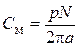 C_M = pN / 2πa